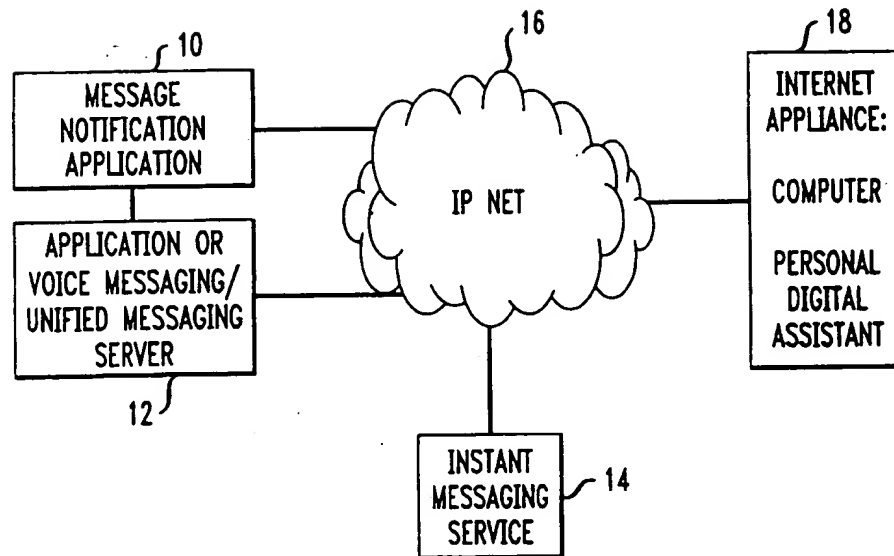 10
MESSAGE
NOTIFICATION
APPLICATION
APPLICATION OR
VOICE MESSAGING/
UNIFIED MESSAGING
SERVER
12
16
IP NET
INSTANT
MESSAGING
SERVICE
14
18
INTERNET
APPLIANCE:
COMPUTER
PERSONAL
DIGITAL
ASSISTANT